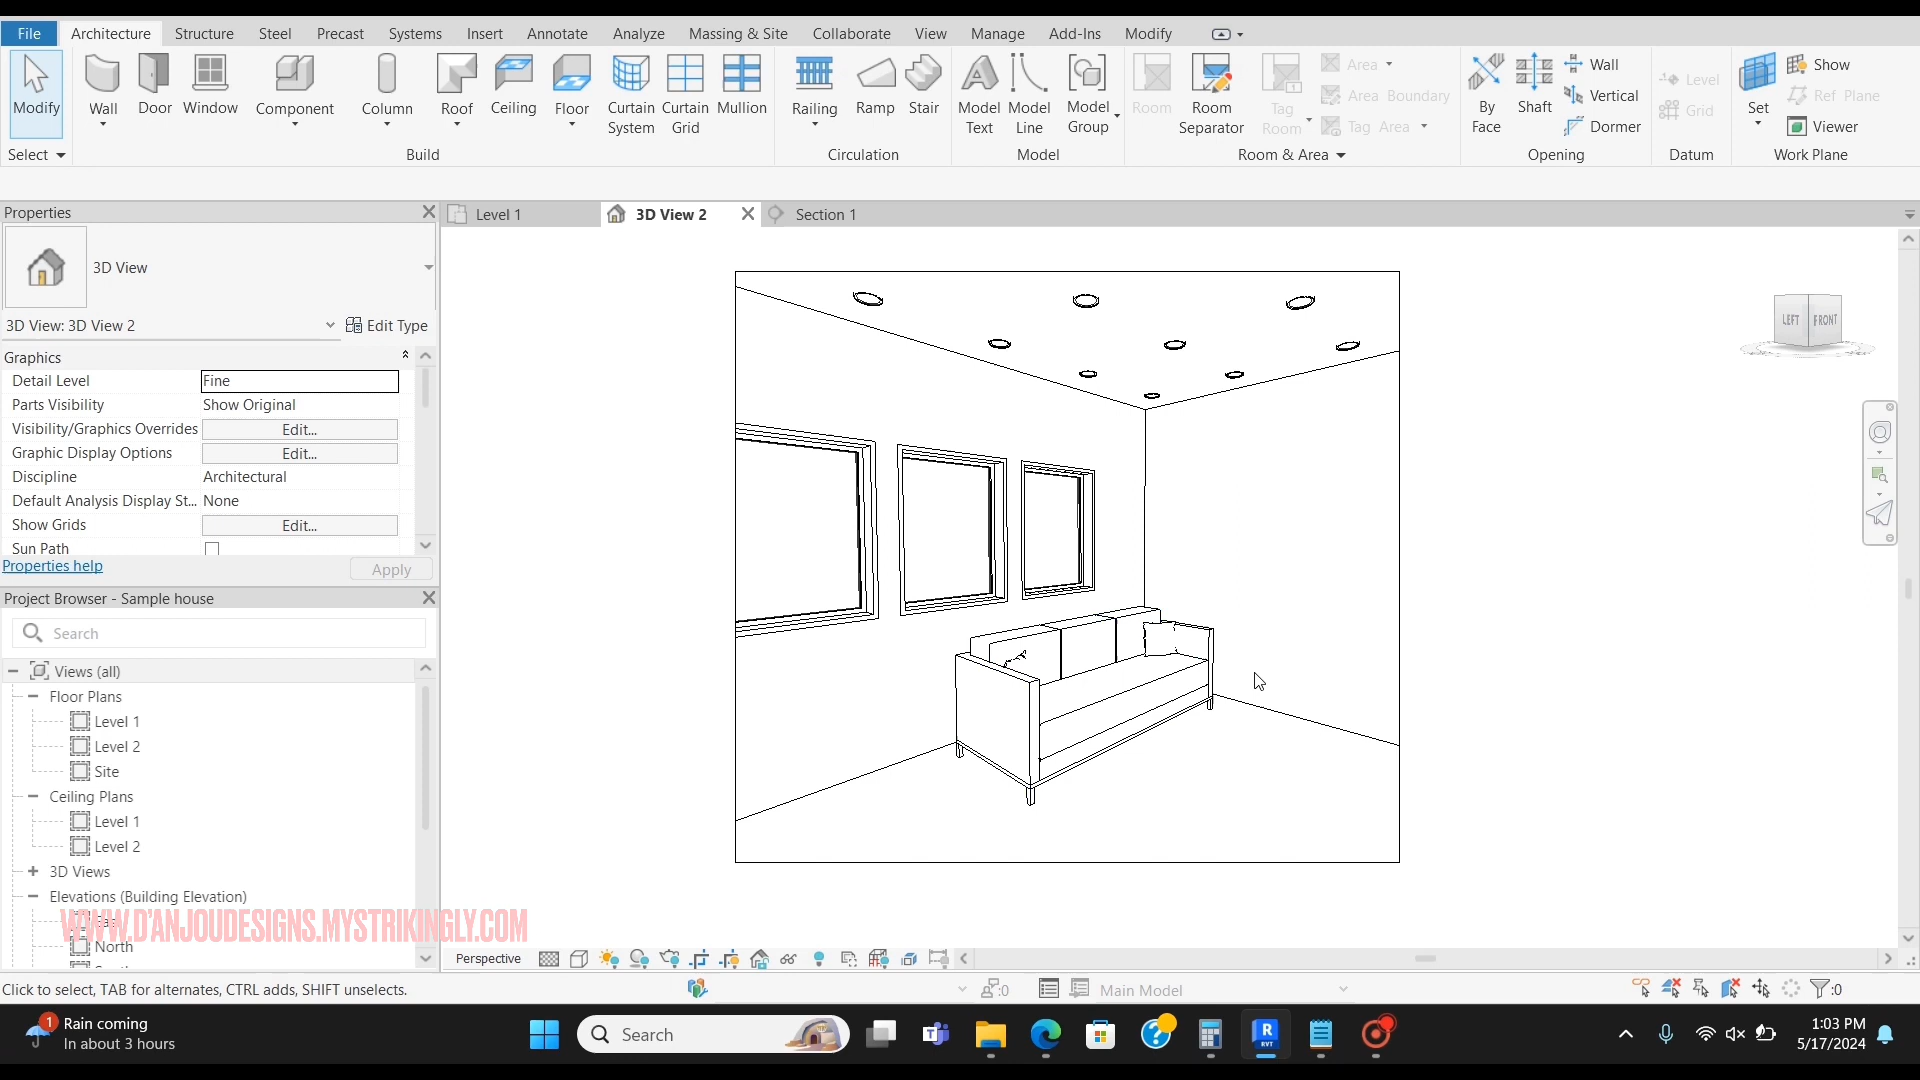 File Architecture Structure Steel Precast Systems Insert Annotate Analyze Massing & Site Collaborate View Manage Add-Ins Modify
Modify Wall Door Window Component Column Roof Ceiling Floor Curtain System Curtain Grid Mullion
Railing Ramp Stair Model Text Model Line Model Group
Room Room Separator Tag Room Area Area Boundary Tag Area
By Face Shaft Wall Vertical Dormer Level Grid Set Show Ref Plane Viewer
Select Build Circulation Model Room & Area Opening Datum Work Plane
Properties
3D View
3D View: 3D View 2 Edit Type
Graphics
Detail Level Fine
Parts Visibility Show Original
Visibility/Graphics Overrides Edit...
Graphic Display Options Edit...
Discipline Architectural
Default Analysis Display St... None
Show Grids Edit...
Sun Path
Properties help Apply
Project Browser - Sample house
Search
Views (all)
Floor Plans
Level 1
Level 2
Site
Ceiling Plans
Level 1
Level 2
3D Views
Elevations (Building Elevation)
WWW.D'ANJOUDESIGNS.MYSTRIKINGLY.COM
North
Level 1 3D View 2 Section 1
LEFT FRONT
Perspective
Click to select, TAB for alternates, CTRL adds, SHIFT unselects.
:0 Main Model :0
1 Rain coming
In about 3 hours
Search
R
RVT
1:03 PM
5/17/2024